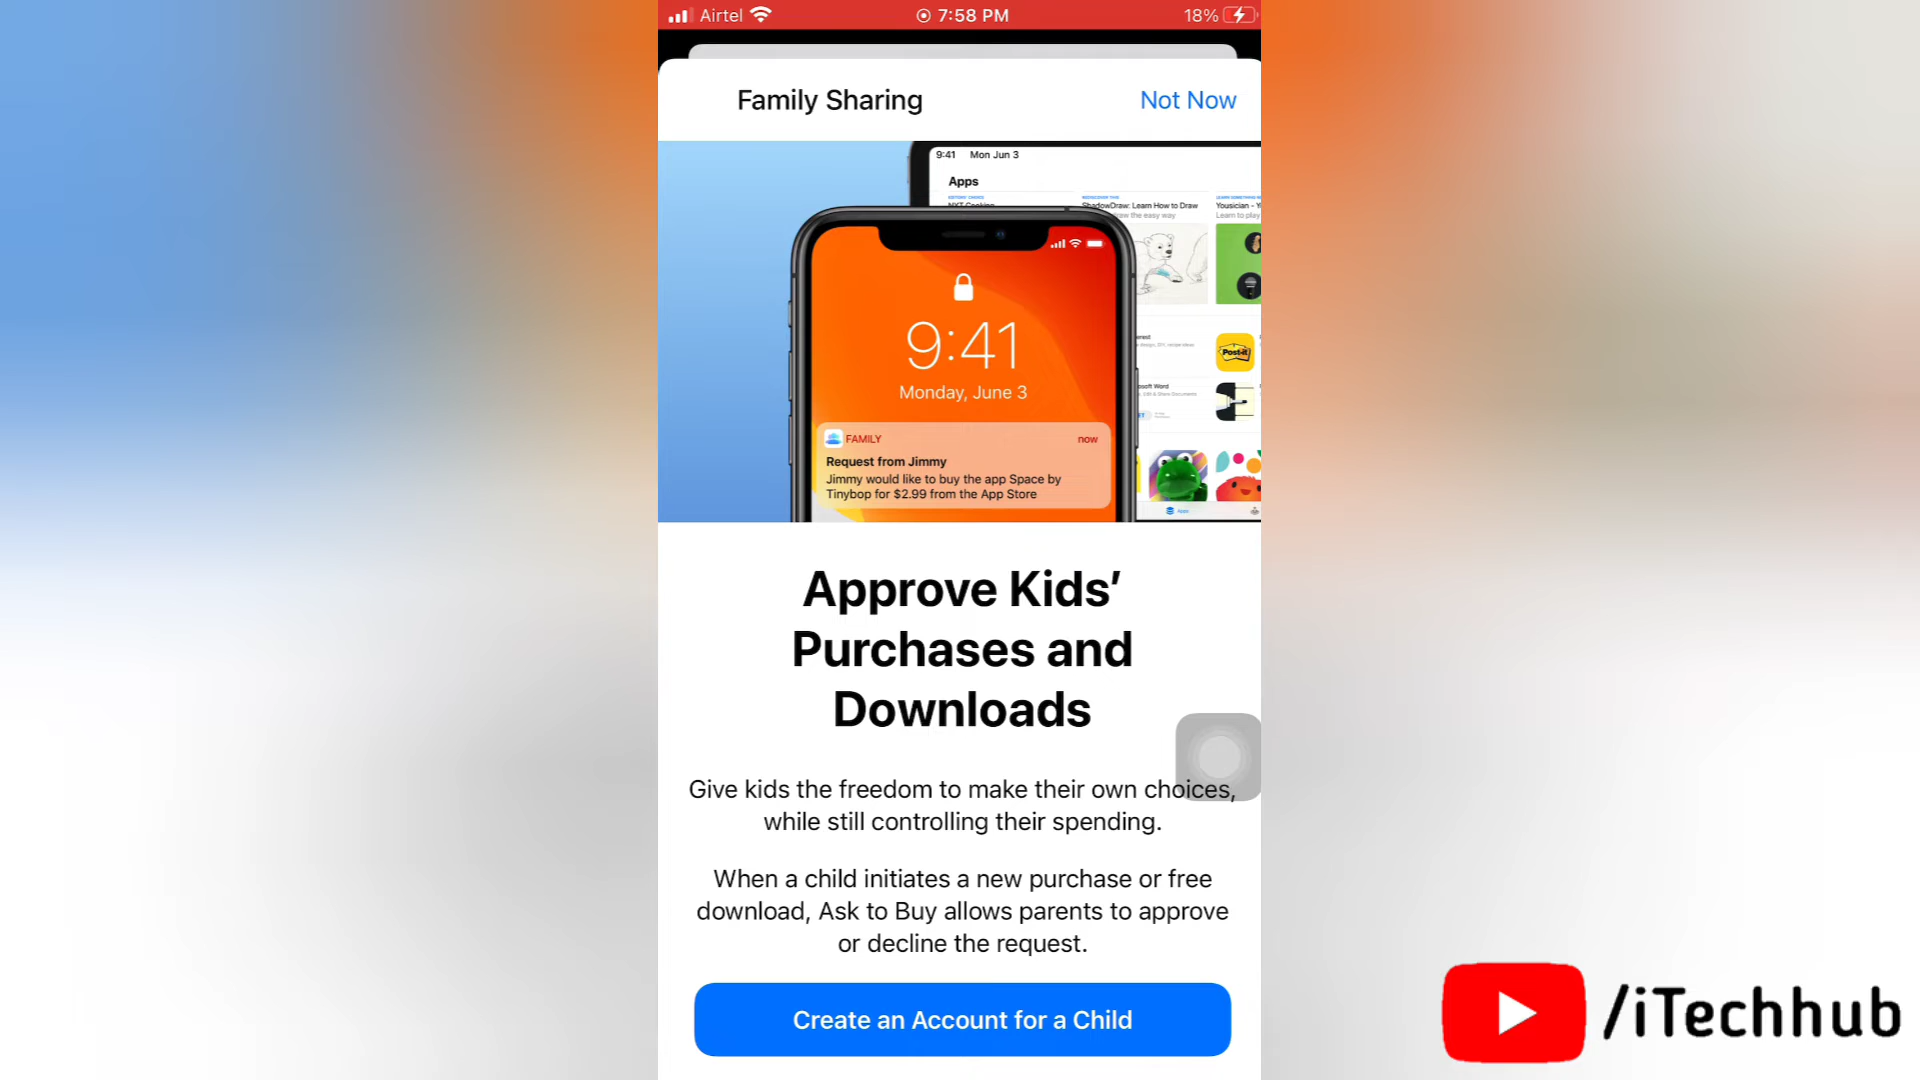 Airtel 7:58 PM 18%
Family Sharing Not Now
9:41 Mon Jun 3
Apps
ShadowDraw: Learn How to Draw
draw the easy way
Learn to play
9:41
Monday, June 3
Post-it
FAMILY now
Request from Jimmy
Jimmy would like to buy the app Space by
Tinybop for $2.99 from the App Store
Apps
Approve Kids’
Purchases and
Downloads
Give kids the freedom to make their own choices,
while still controlling their spending.
When a child initiates a new purchase or free
download, Ask to Buy allows parents to approve
or decline the request.
Create an Account for a Child
/iTechhub